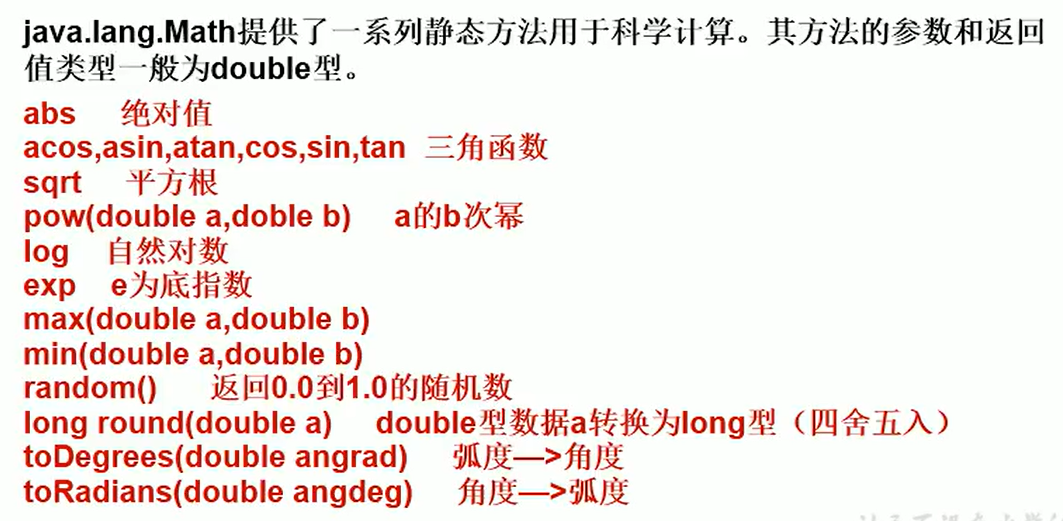 java.lang.Math提供了一系列静态方法用于科学计算。其方法的参数和返回
值类型一般为double型。
abs 绝对值
acos,asin,atan,cos,sin,tan 三角函数
sqrt 平方根
pow(double a,doble b) a的b次幂
log 自然对数
exp e为底指数
max(double a,double b)
min(double a,double b)
random() 返回0.0到1.0的随机数
long round(double a) double型数据a转换为long型（四舍五入）
toDegrees(double angrad) 弧度—>角度
toRadians(double angdeg) 角度—>弧度